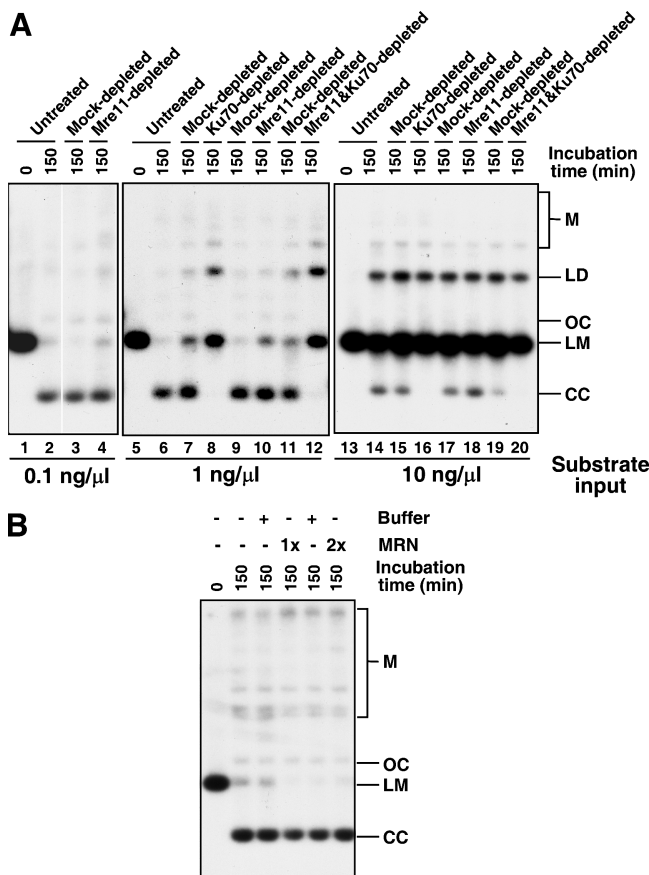 A
Untreated
Mock-depleted
Mre11-depleted
Untreated
Mock-depleted
Ku70-depleted
Mock-depleted
Mre11-depleted
Mock-depleted
Mre11&Ku70-depleted
Untreated
Mock-depleted
Ku70-depleted
Mock-depleted
Mre11-depleted
Mock-depleted
Mre11&Ku70-depleted
0 150 150 150 0 150 150 150 150 150 150 150 0 150 150 150 150 150 150 150 Incubation
time (min)
M
LD
OC
LM
CC
1 2 3 4 5 6 7 8 9 10 11 12 13 14 15 16 17 18 19 20
0.1 ng/μl 1 ng/μl 10 ng/μl Substrate
input
B
- - + - + - Buffer
- - - 1x - 2x MRN
0 150 150 150 150 150 Incubation
time (min)
M
OC
LM
CC